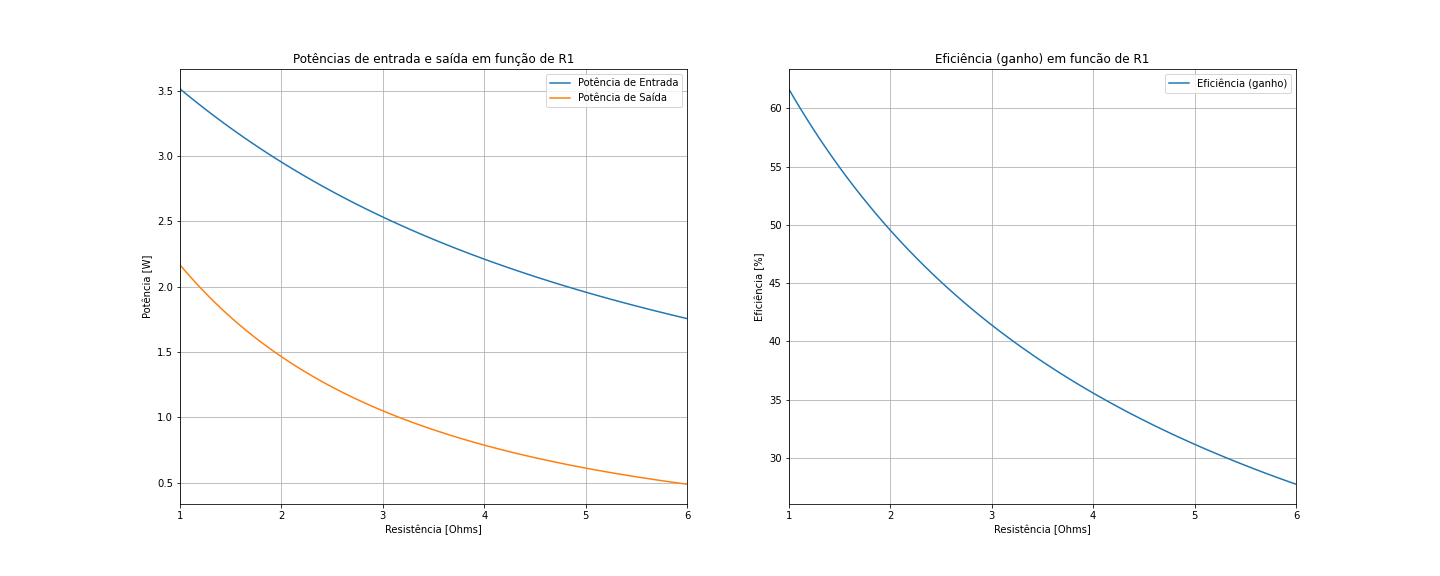 Potências de entrada e saída em função de R1
Potência de Entrada
Potência de Saída
Potência [W]
3.5
3.0
2.5
2.0
1.5
1.0
0.5
1 2 3 4 5 6
Resistência [Ohms]
Eficiência (ganho) em funcão de R1
Eficiência (ganho)
Eficiência [%]
60
55
50
45
40
35
30
1 2 3 4 5 6
Resistência [Ohms]